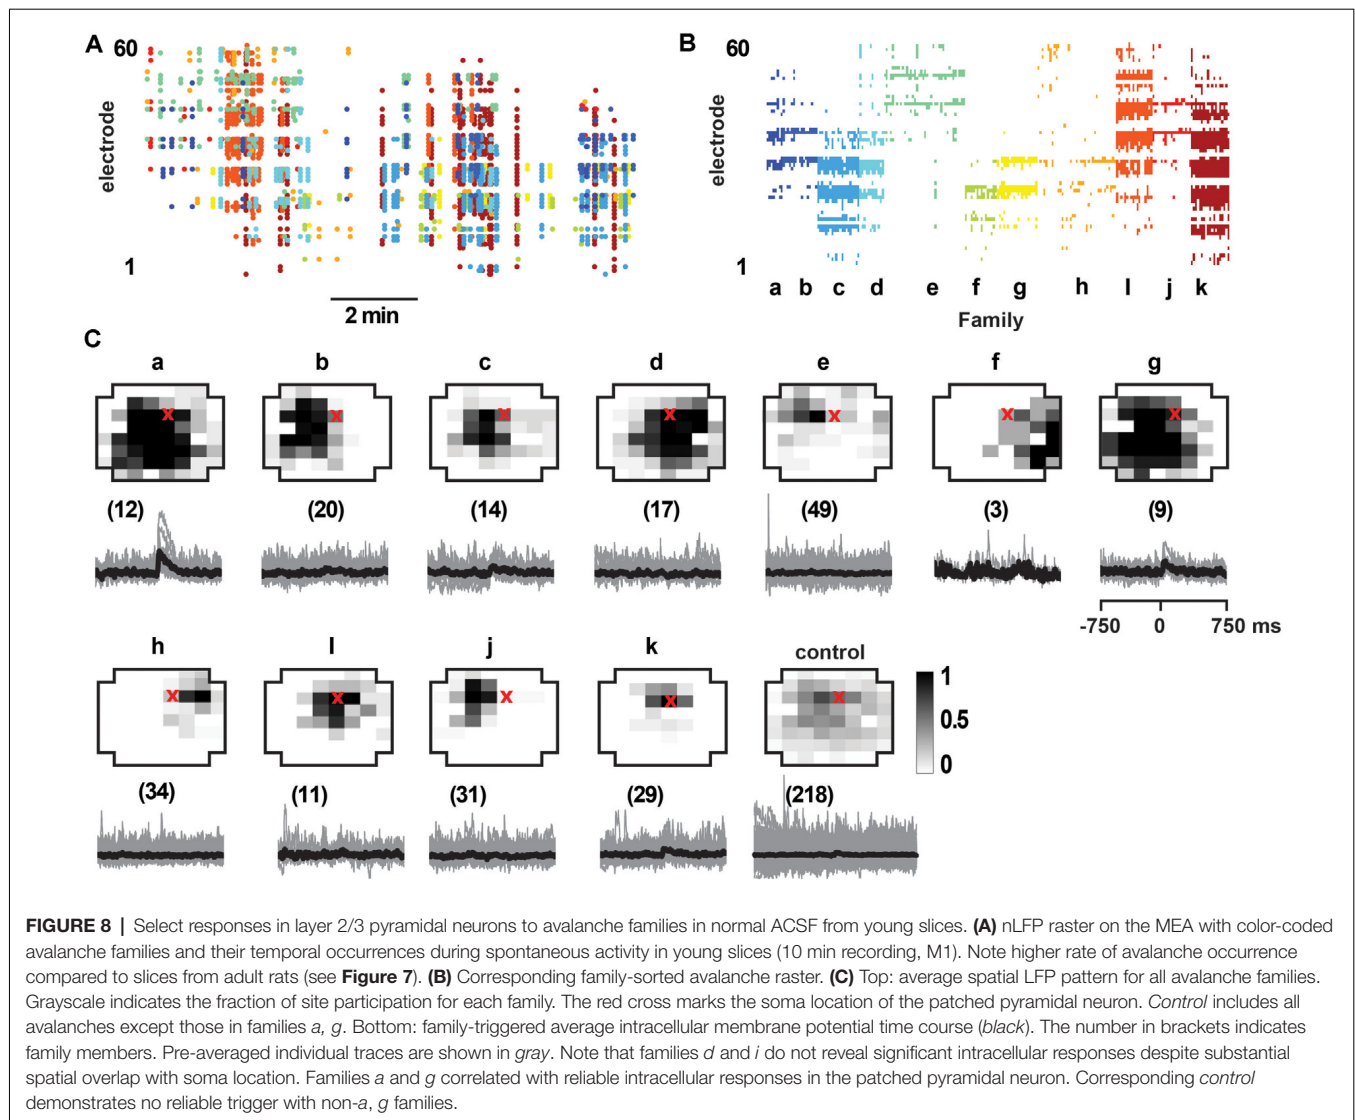 A 60
electrode
1
2 min
B 60
electrode
1
a b c d e f g h I j k
Family
C
a b c d e f g
x x x x x x x
(12) (20) (14) (17) (49) (3) (9)
-750 0 750 ms
h I j k control
x x x x x
1
0.5
0
(34) (11) (31) (29) (218)
FIGURE 8 | Select responses in layer 2/3 pyramidal neurons to avalanche families in normal ACSF from young slices. (A) nLFP raster on the MEA with color-coded
avalanche families and their temporal occurrences during spontaneous activity in young slices (10 min recording, M1). Note higher rate of avalanche occurrence
compared to slices from adult rats (see Figure 7). (B) Corresponding family-sorted avalanche raster. (C) Top: average spatial LFP pattern for all avalanche families.
Grayscale indicates the fraction of site participation for each family. The red cross marks the soma location of the patched pyramidal neuron. Control includes all
avalanches except those in families a, g. Bottom: family-triggered average intracellular membrane potential time course (black). The number in brackets indicates
family members. Pre-averaged individual traces are shown in gray. Note that families d and i do not reveal significant intracellular responses despite substantial
spatial overlap with soma location. Families a and g correlated with reliable intracellular responses in the patched pyramidal neuron. Corresponding control
demonstrates no reliable trigger with non-a, g families.